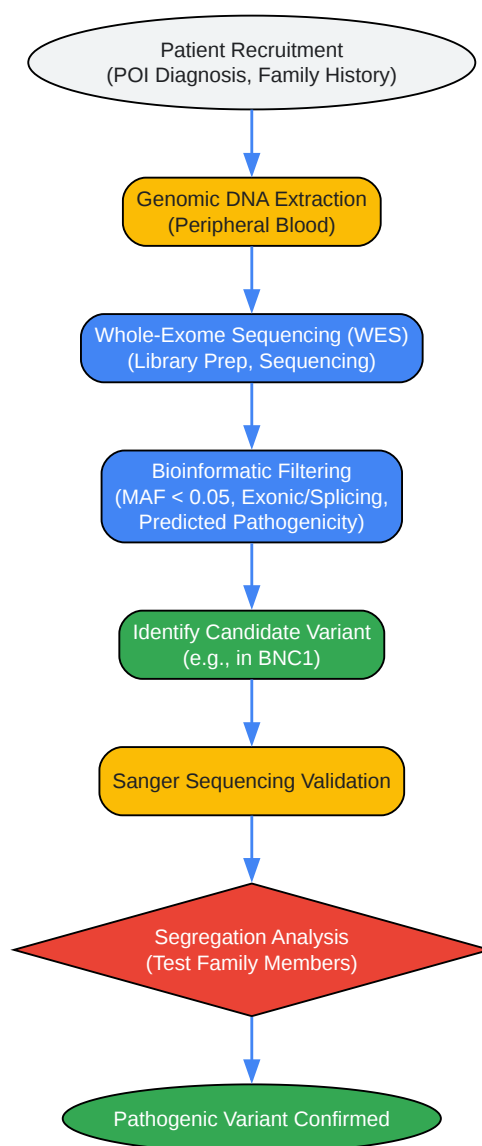 Patient Recruitment
(POI Diagnosis, Family History)
Genomic DNA Extraction
(Peripheral Blood)
Whole-Exome Sequencing (WES)
(Library Prep, Sequencing)
Bioinformatic Filtering
(MAF < 0.05, Exonic/Splicing,
Predicted Pathogenicity)
Identify Candidate Variant
(e.g., in BNC1)
Sanger Sequencing Validation
Segregation Analysis
(Test Family Members)
Pathogenic Variant Confirmed